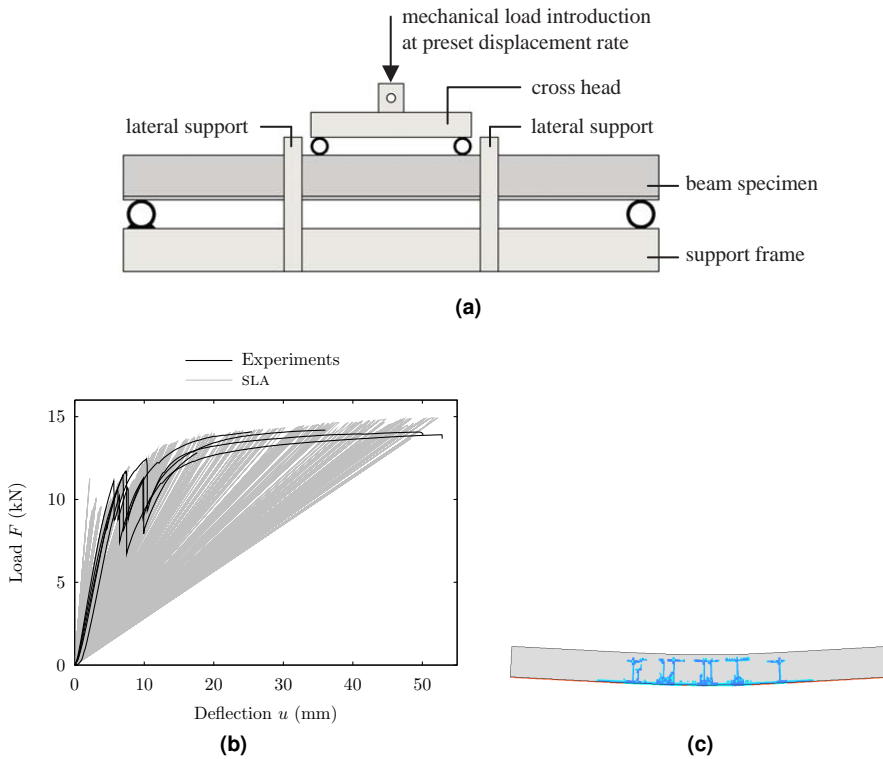 mechanical load introduction
at preset displacement rate
cross head
lateral support
lateral support
beam specimen
support frame
(a)
Experiments
SLA
15
10
5
0
Load F (kN)
0 10 20 30 40 50
Deflection u (mm)
(b)
(c)